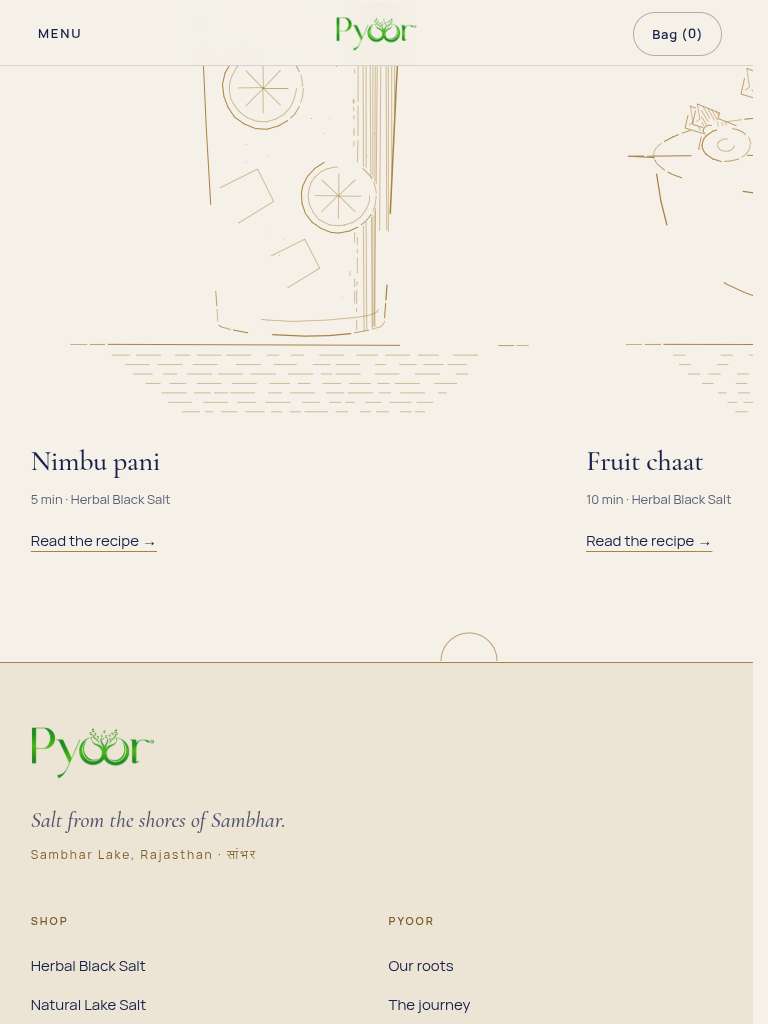 MENU
Pyoor
Bag (0)
Nimbu pani
5 min · Herbal Black Salt
Read the recipe →
Fruit chaat
10 min · Herbal Black Salt
Read the recipe →
Pyoor
Salt from the shores of Sambhar.
Sambhar Lake, Rajasthan · सांभर
SHOP
Herbal Black Salt
Natural Lake Salt
PYOOR
Our roots
The journey